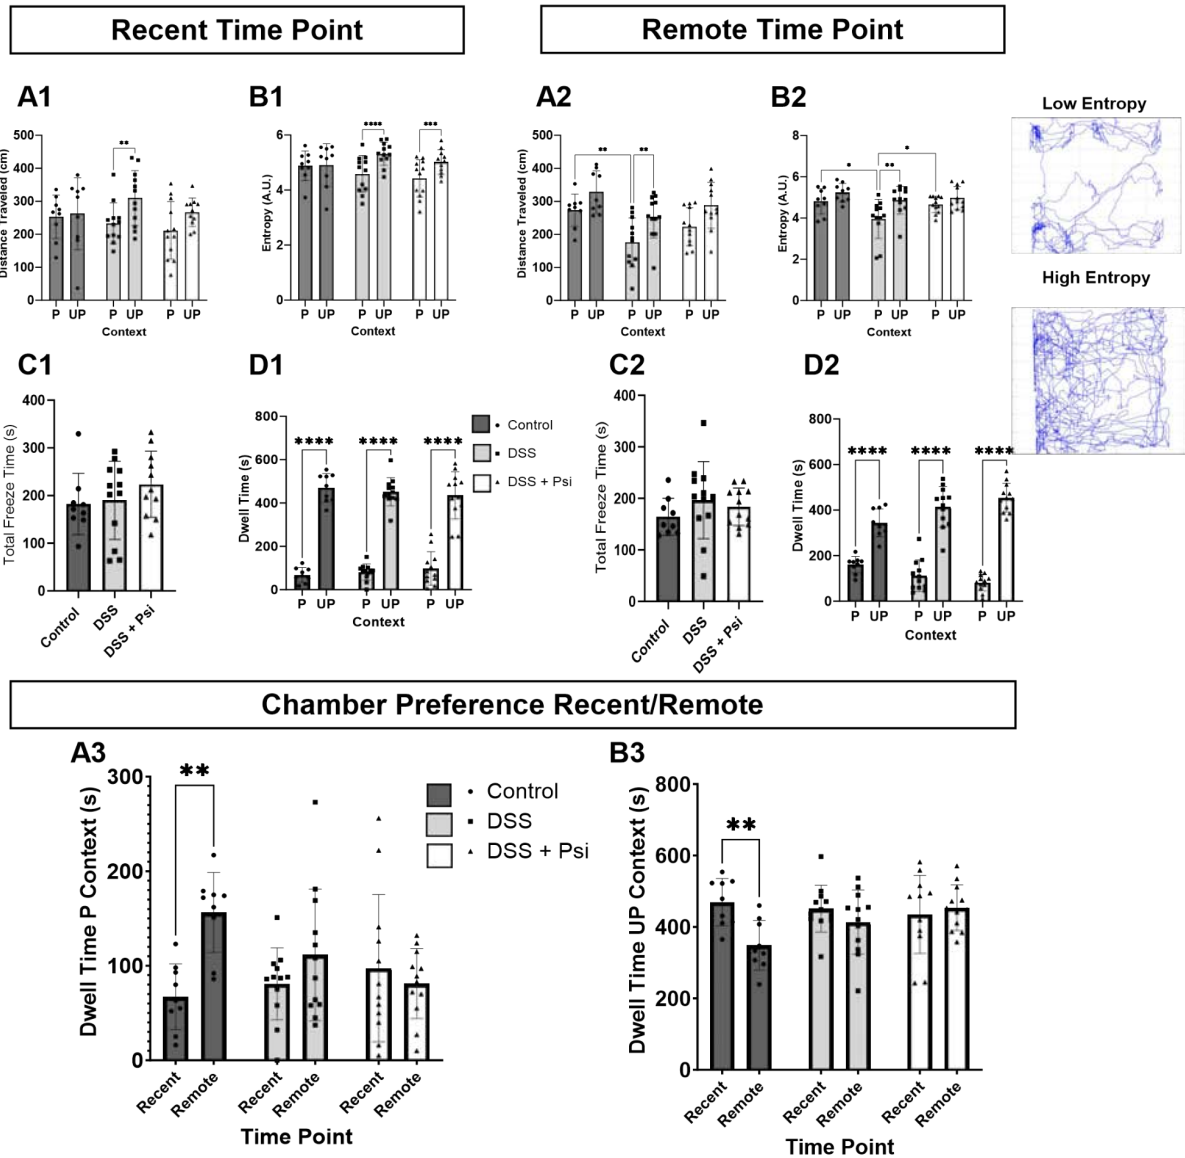 Recent Time Point
Remote Time Point
A1
B1
A2
B2
Low Entropy
High Entropy
Distance Traveled (cm)
500
400
300
200
100
0
**
P UP P UP P UP
Context
Entropy (A.U.)
6
4
2
0
****
***
P UP P UP P UP
Context
Distance Traveled (cm)
500
400
300
200
100
0
**
**
P UP P UP P UP
Context
Entropy (A.U.)
8
6
4
2
0
*
**
*
P UP P UP P UP
Context
C1
D1
C2
D2
Total Freeze Time (s)
400
300
200
100
0
Control
DSS
DSS + Psi
Dwell Time (s)
800
600
400
200
0
****
****
****
P UP P UP P UP
Context
Control
DSS
DSS + Psi
Total Freeze Time (s)
400
300
200
100
0
Control
DSS
DSS + Psi
Dwell Time (s)
800
600
400
200
0
****
****
****
P UP P UP P UP
Context
Chamber Preference Recent/Remote
A3
B3
Dwell Time P Context (s)
300
200
100
0
**
Recent
Remote
Recent
Remote
Recent
Remote
Time Point
Control
DSS
DSS + Psi
Dwell Time UP Context (s)
800
600
400
200
0
**
Recent
Remote
Recent
Remote
Recent
Remote
Time Point